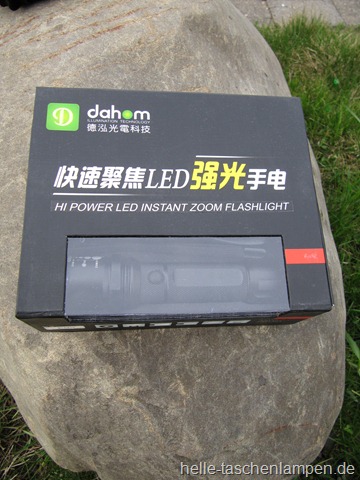 dahom
ILLUMINATION TECHNOLOGY
德泓光電科技
快速聚焦LED强光手电
HI POWER LED INSTANT ZOOM FLASHLIGHT
helle-taschenlampen.de